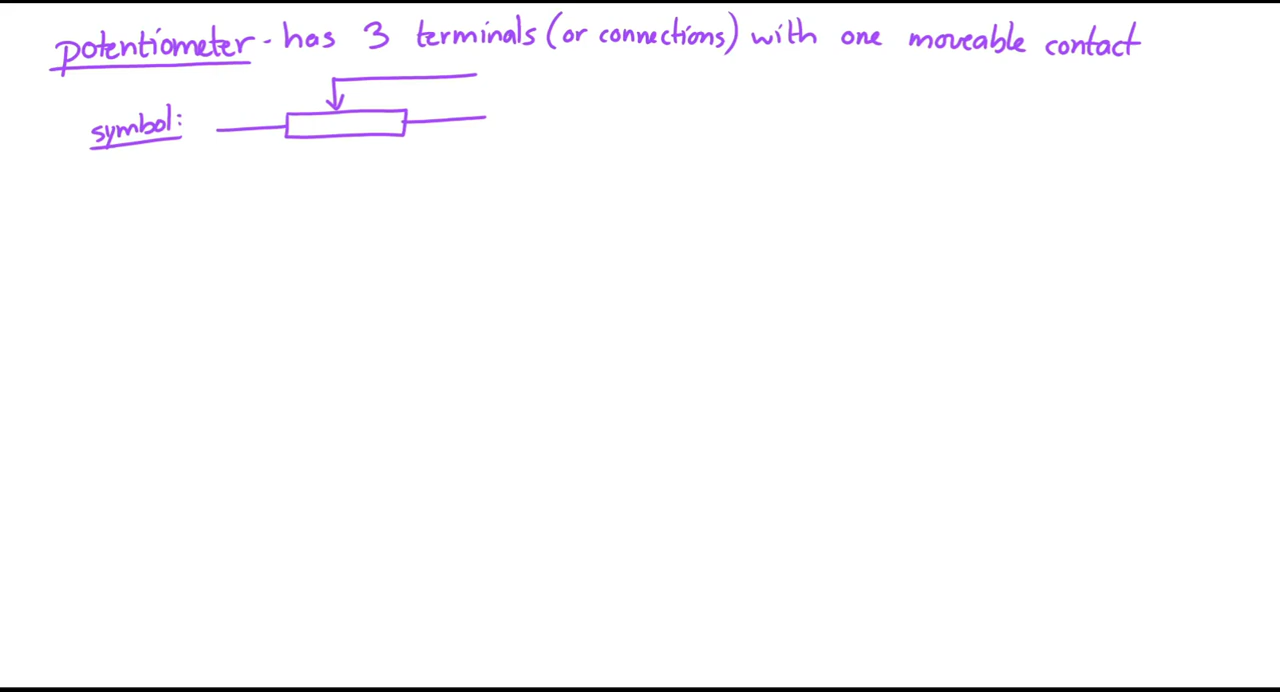 potentiometer - has 3 terminals (or connections) with one moveable contact
symbol: